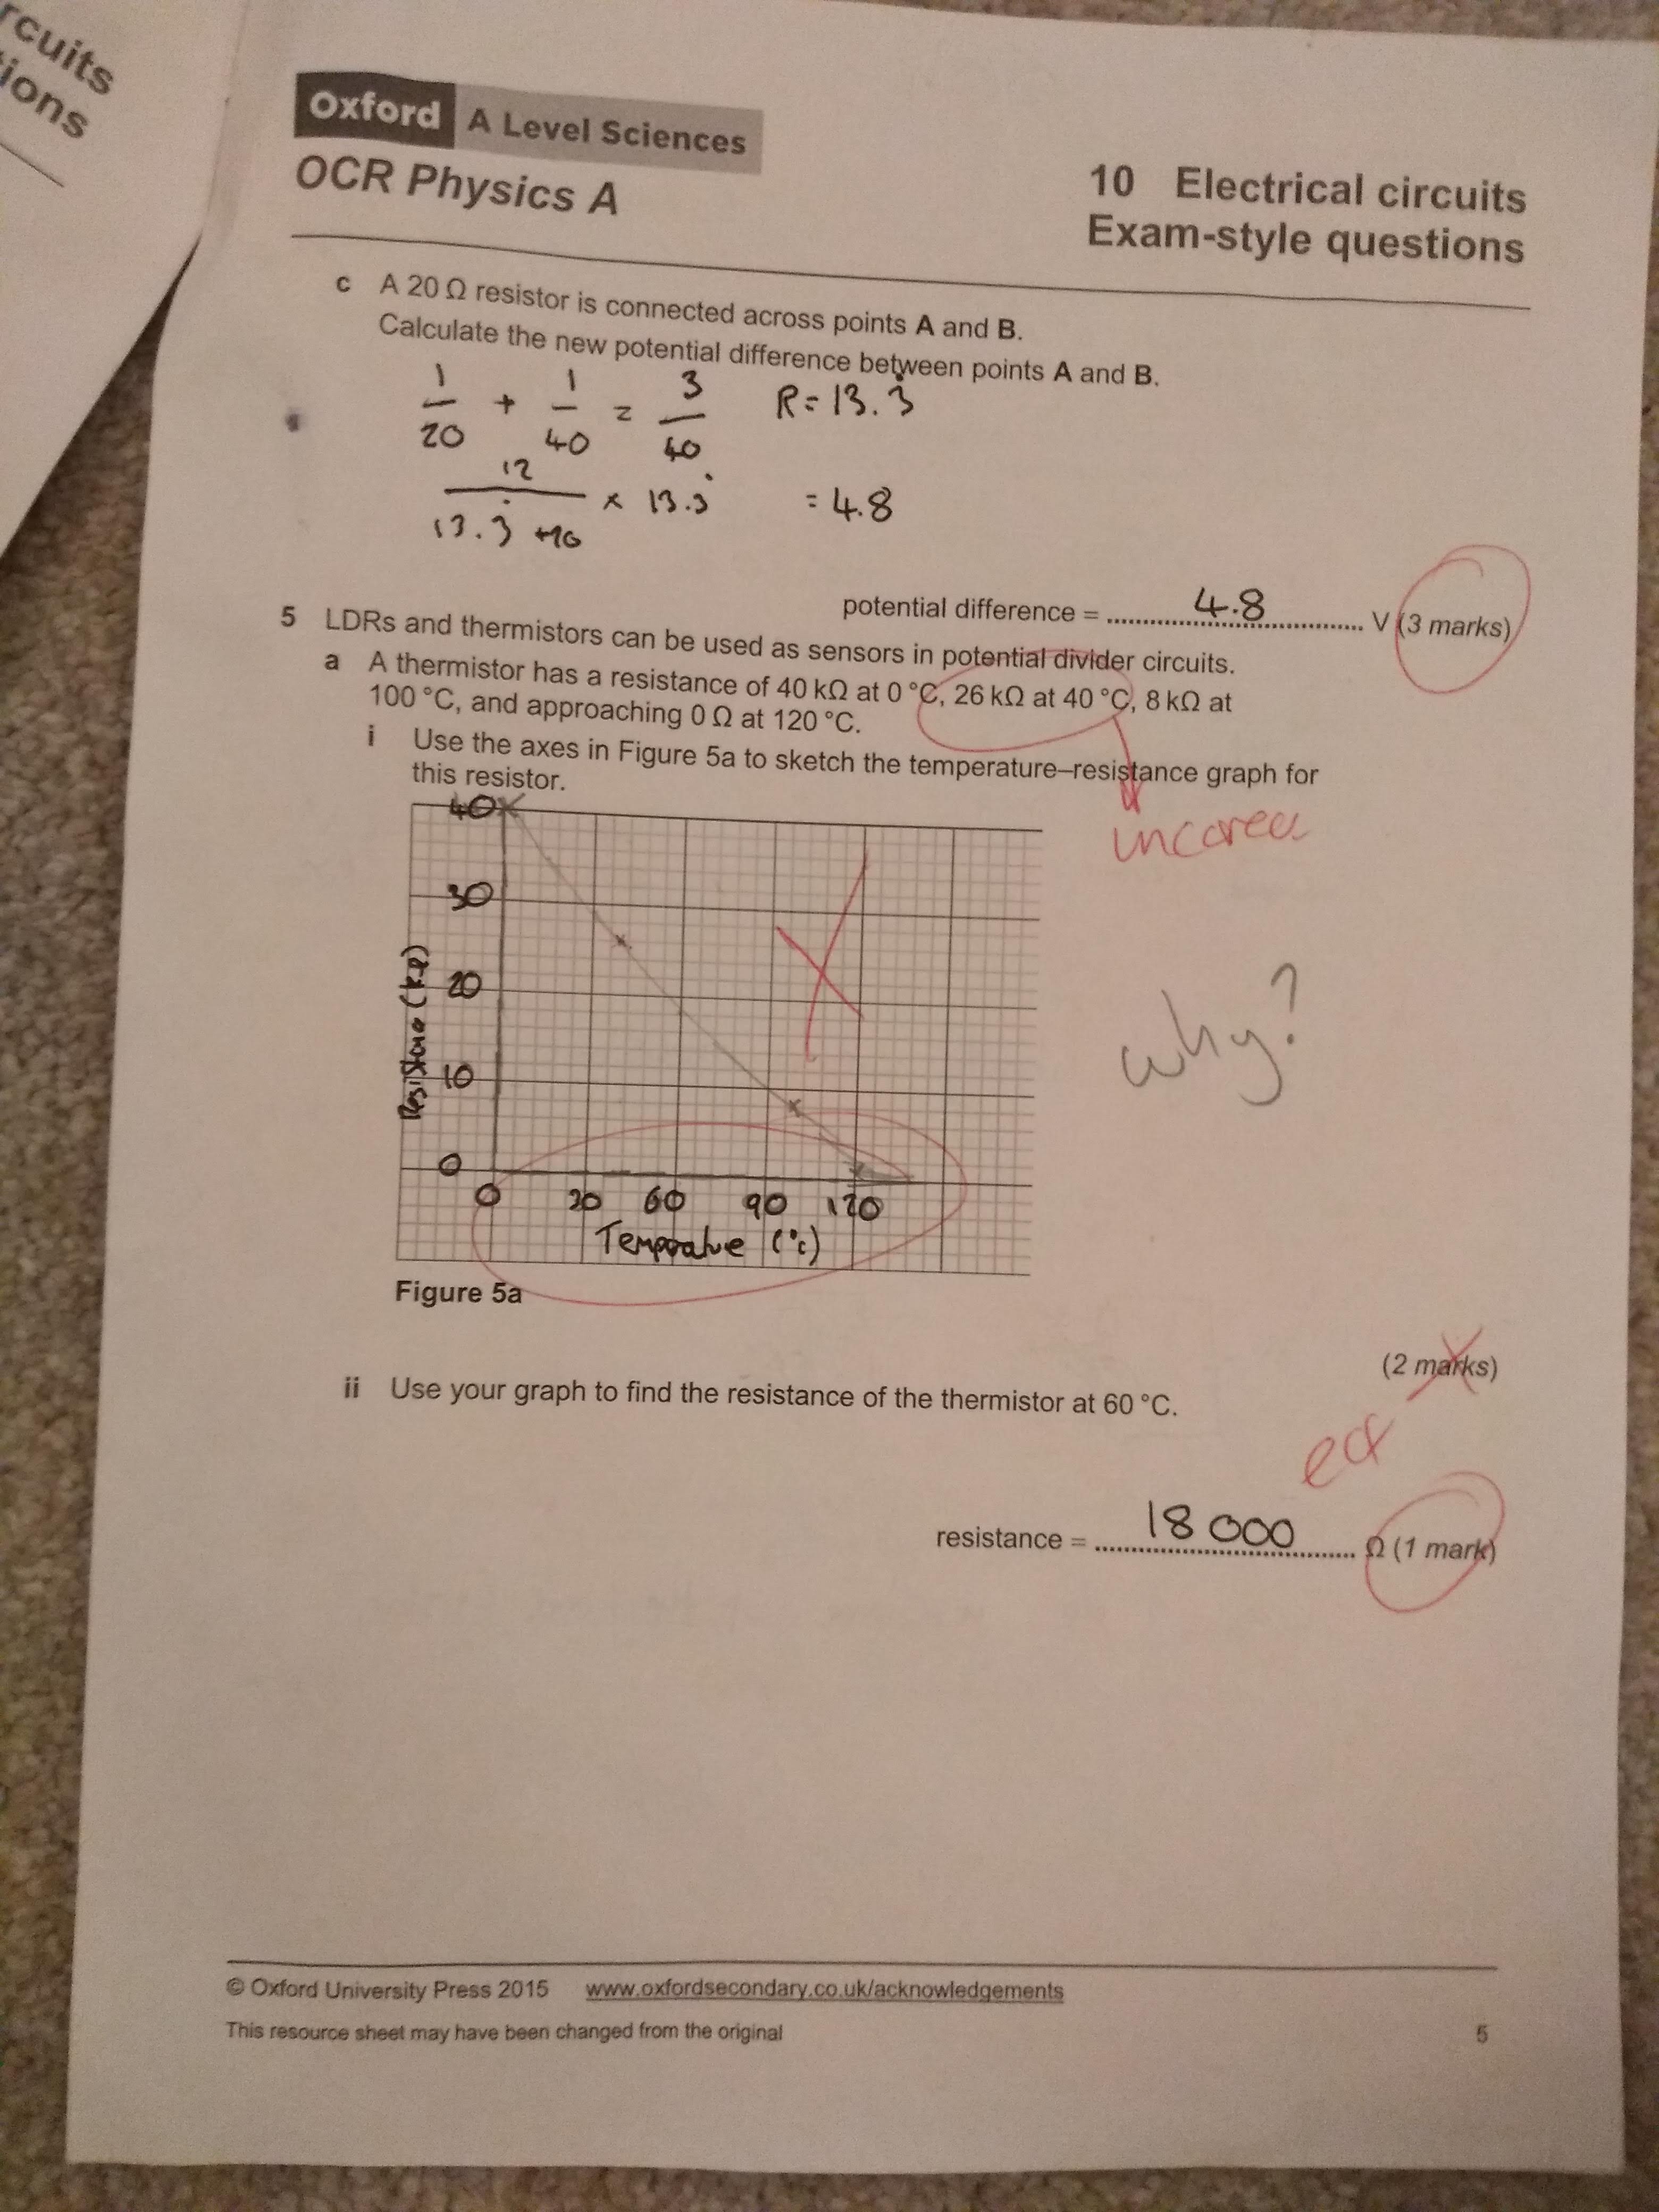 rcuits
ions
Oxford A Level Sciences
OCR Physics A
10 Electrical circuits
Exam-style questions
c A 20 Ω resistor is connected across points A and B.
Calculate the new potential difference between points A and B.
1/20 + 1/40 = 3/40 R = 13.3̇
12/(13.3̇ + 20) × 13.3̇ = 4.8
potential difference = 4.8 V (3 marks)
5 LDRs and thermistors can be used as sensors in potential divider circuits.
a A thermistor has a resistance of 40 kΩ at 0 °C, 26 kΩ at 40 °C, 8 kΩ at
100 °C, and approaching 0 Ω at 120 °C.
i Use the axes in Figure 5a to sketch the temperature–resistance graph for
this resistor.
incorrect
40
30
20
10
0
Resistance (kΩ)
why?
0 30 60 90 120
Temperature (°c)
Figure 5a
(2 marks)
ii Use your graph to find the resistance of the thermistor at 60 °C.
ecf
resistance = 18 000 Ω (1 mark)
© Oxford University Press 2015 www.oxfordsecondary.co.uk/acknowledgements
This resource sheet may have been changed from the original
5